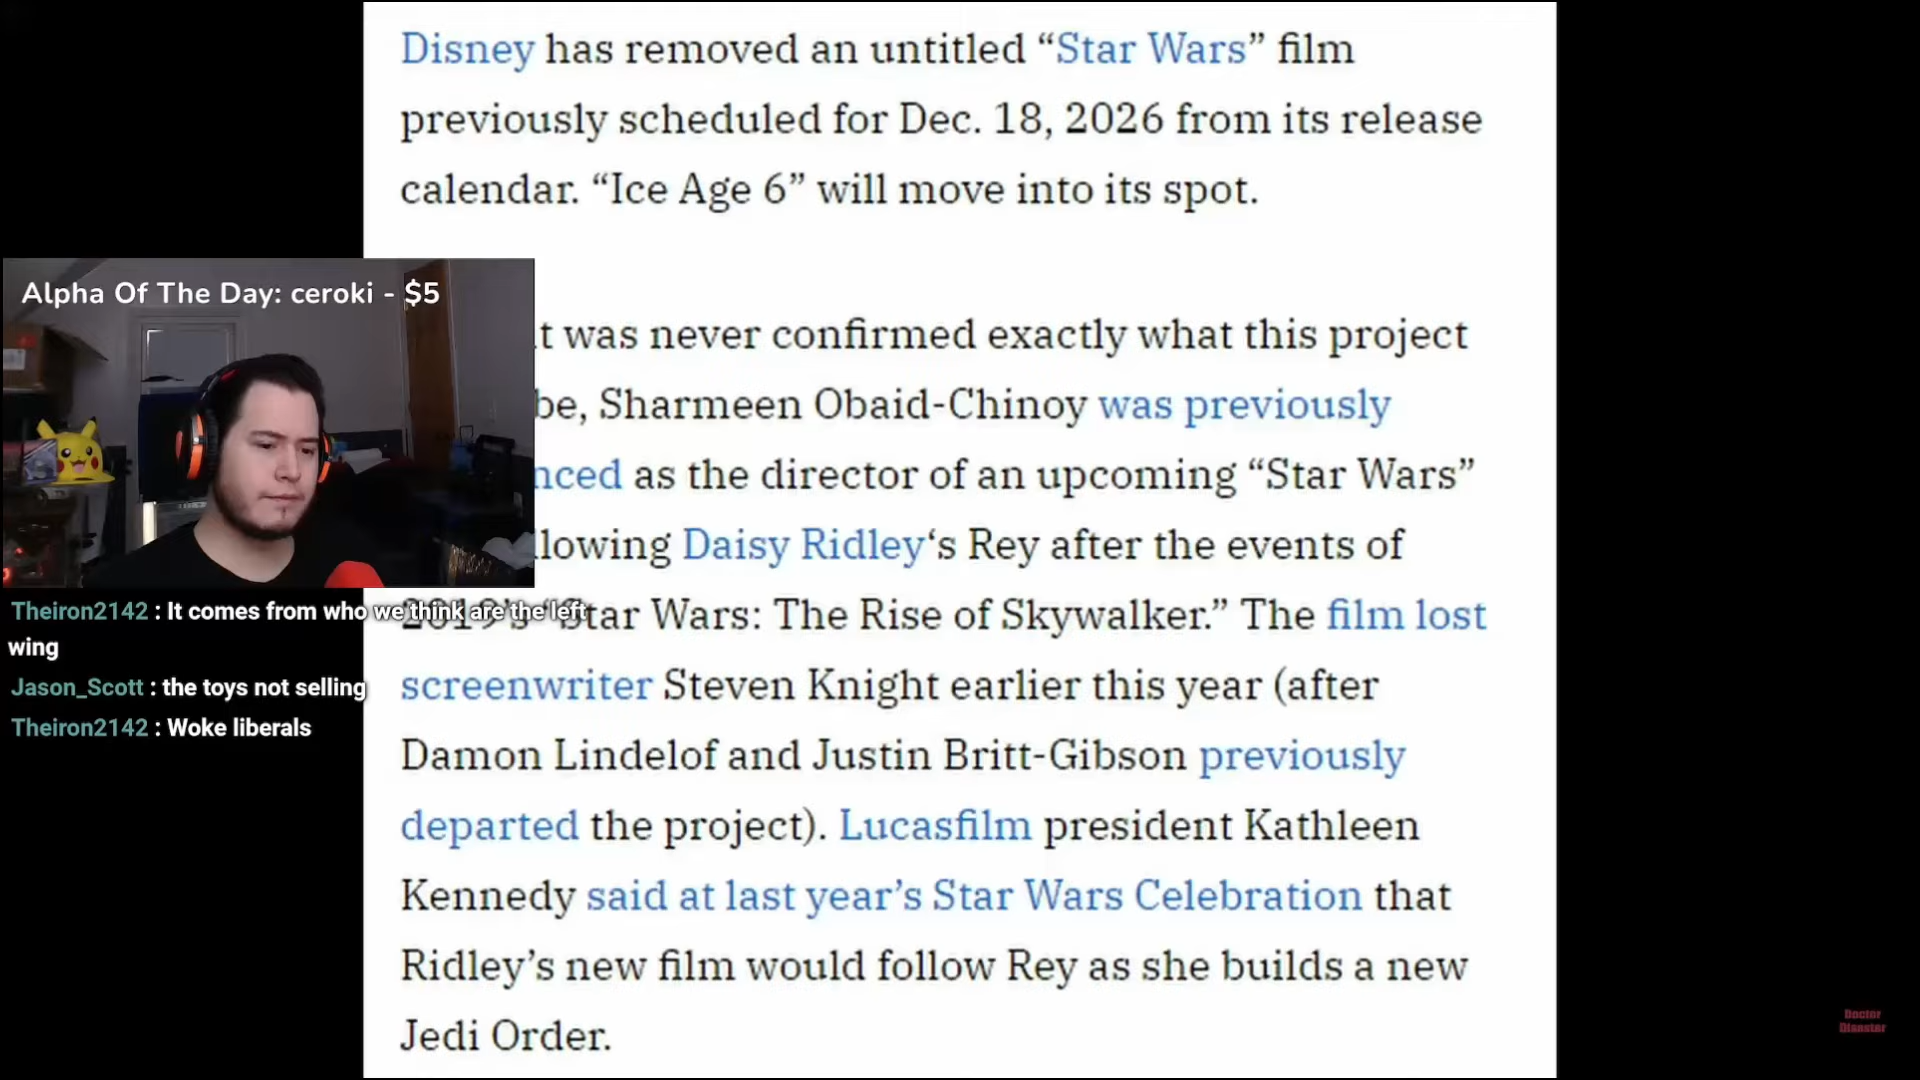 Disney has removed an untitled “Star Wars” film
previously scheduled for Dec. 18, 2026 from its release
calendar. “Ice Age 6” will move into its spot.
Alpha Of The Day: ceroki - $5
t was never confirmed exactly what this project
be, Sharmeen Obaid-Chinoy was previously
nced as the director of an upcoming “Star Wars”
lowing Daisy Ridley‘s Rey after the events of
2019’s “Star Wars: The Rise of Skywalker.” The film lost
screenwriter Steven Knight earlier this year (after
Damon Lindelof and Justin Britt-Gibson previously
departed the project). Lucasfilm president Kathleen
Kennedy said at last year’s Star Wars Celebration that
Ridley’s new film would follow Rey as she builds a new
Jedi Order.
Theiron2142 : It comes from who we think are the left
wing
Jason_Scott : the toys not selling
Theiron2142 : Woke liberals
Doctor
Disaster